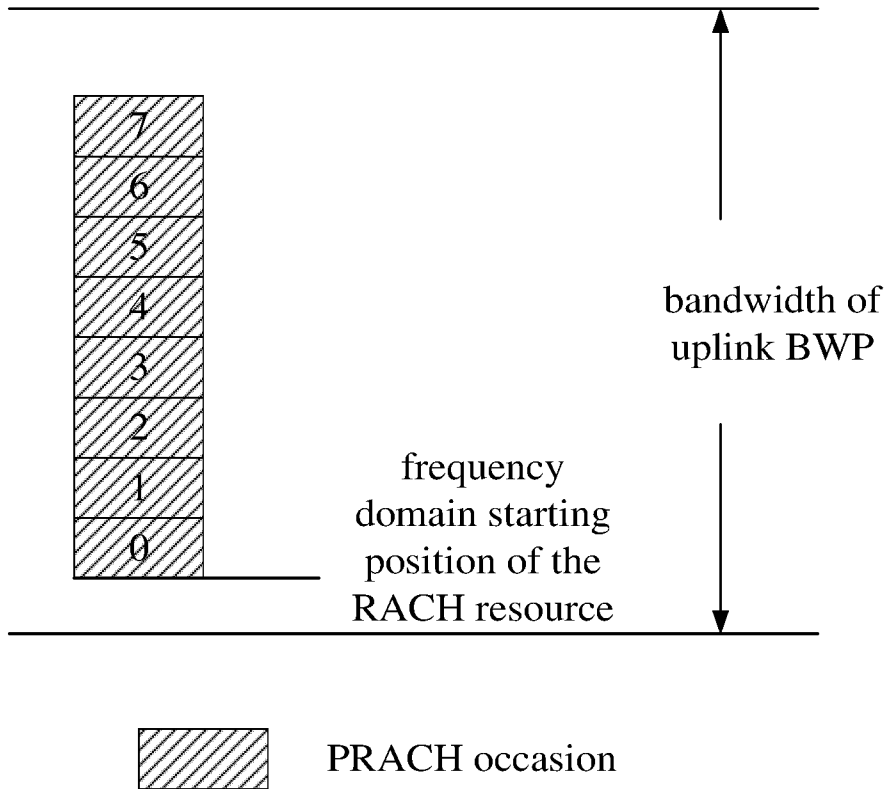 7
6
5
4
3
2
1
0
bandwidth of
uplink BWP
frequency
domain starting
position of the
RACH resource
PRACH occasion